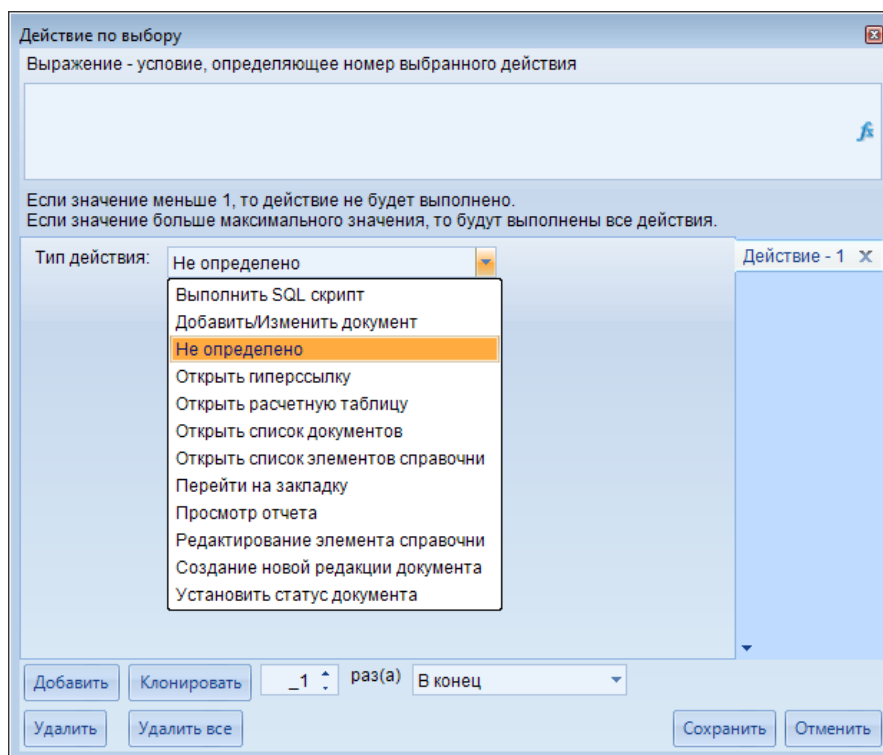 Действие по выбору
Выражение - условие, определяющее номер выбранного действия
fx
Если значение меньше 1, то действие не будет выполнено.
Если значение больше максимального значения, то будут выполнены все действия.
Тип действия: Не определено
Действие - 1 X
Выполнить SQL скрипт
Добавить/Изменить документ
Не определено
Открыть гиперссылку
Открыть расчетную таблицу
Открыть список документов
Открыть список элементов справочни
Перейти на закладку
Просмотр отчета
Редактирование элемента справочни
Создание новой редакции документа
Установить статус документа
Добавить Клонировать _1 раз(а) В конец
Удалить Удалить все Сохранить Отменить